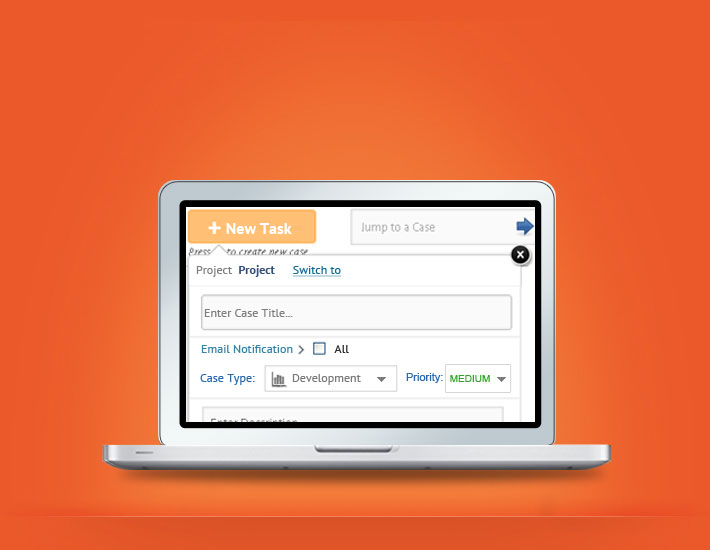 + New Task
Jump to a Case
Press to create new case
Project Project Switch to
Enter Case Title...
Email Notification > All
Case Type: Development Priority: MEDIUM
Enter Description